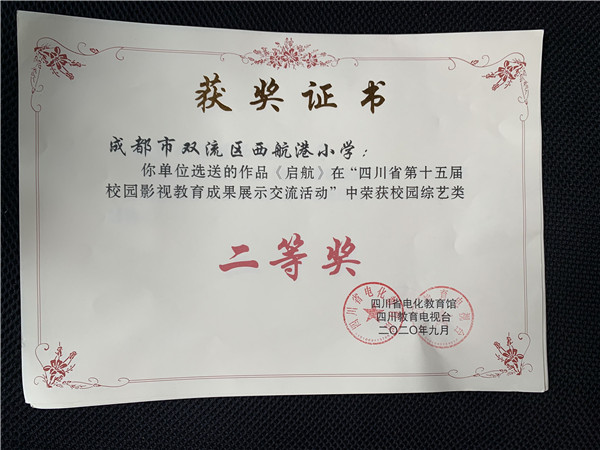 获奖证书
成都市双流区西航港小学：
你单位选送的作品《启航》在“四川省第十五届
校园影视教育成果展示交流活动”中荣获校园综艺类
二等奖
四川省电化教育馆
四川教育电视台
二〇二〇年九月